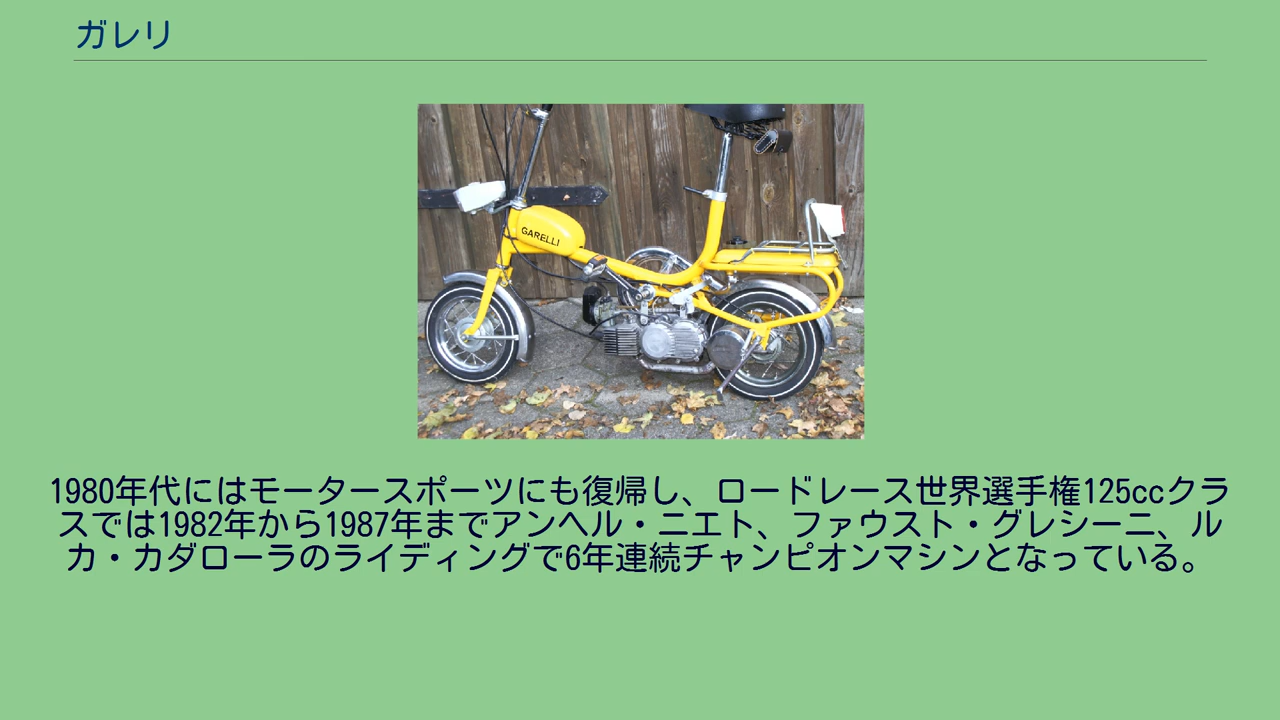 ガレリ
GARELLI
1980年代にはモータースポーツにも復帰し、ロードレース世界選手権125ccクラ
スでは1982年から1987年までアンヘル・ニエト、ファウスト・グレシーニ、ル
カ・カダローラのライディングで6年連続チャンピオンマシンとなっている。